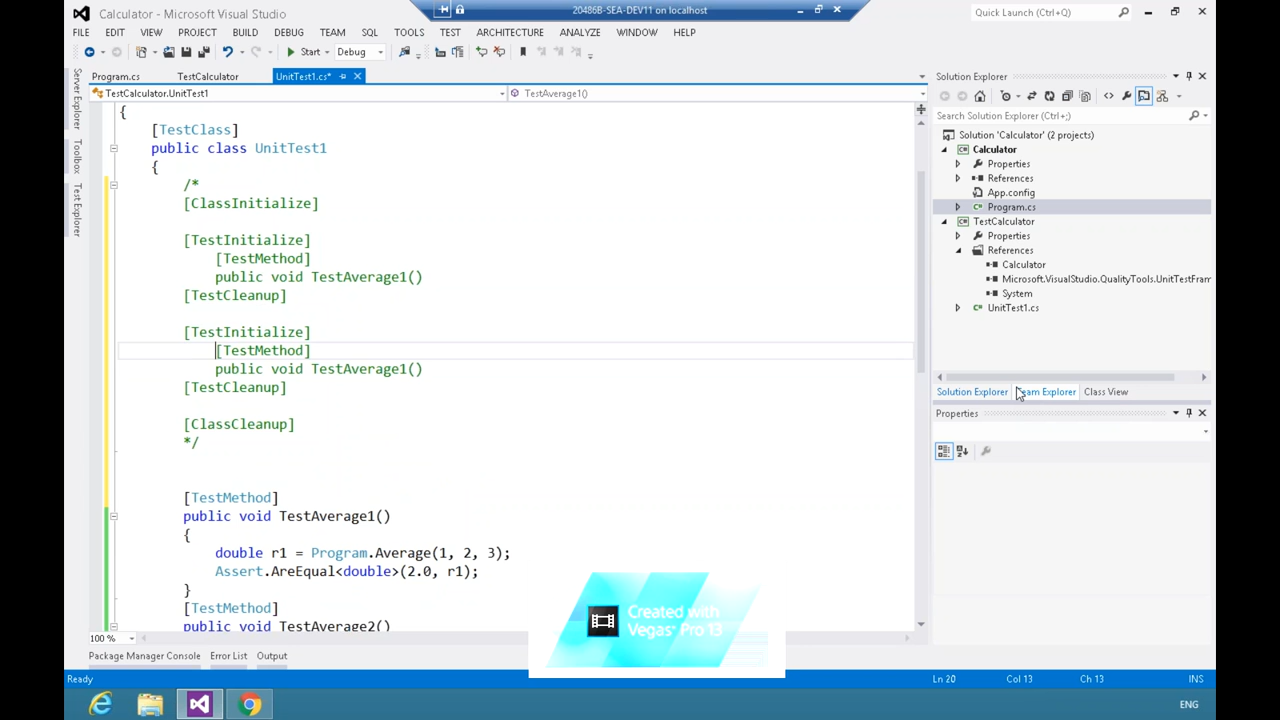 Calculator - Microsoft Visual Studio
20486B-SEA-DEV11 on localhost
Quick Launch (Ctrl+Q)
FILE EDIT VIEW PROJECT BUILD DEBUG TEAM SQL TOOLS TEST ARCHITECTURE ANALYZE WINDOW HELP
Start Debug
Program.cs TestCalculator UnitTest1.cs*
TestCalculator.UnitTest1 TestAverage1()
Server Explorer
Toolbox
Test Explorer
{
[TestClass]
public class UnitTest1
{
/*
[ClassInitialize]
[TestInitialize]
[TestMethod]
public void TestAverage1()
[TestCleanup]
[TestInitialize]
[TestMethod]
public void TestAverage1()
[TestCleanup]
[ClassCleanup]
*/
[TestMethod]
public void TestAverage1()
{
double r1 = Program.Average(1, 2, 3);
Assert.AreEqual<double>(2.0, r1);
}
[TestMethod]
public void TestAverage2()
100 %
Solution Explorer
Search Solution Explorer (Ctrl+;)
Solution 'Calculator' (2 projects)
Calculator
Properties
References
App.config
Program.cs
TestCalculator
Properties
References
Calculator
Microsoft.VisualStudio.QualityTools.UnitTestFram
System
UnitTest1.cs
Solution Explorer Team Explorer Class View
Properties
Created with
Vegas Pro 13
Package Manager Console Error List Output
Ready Ln 20 Col 13 Ch 13 INS
ENG